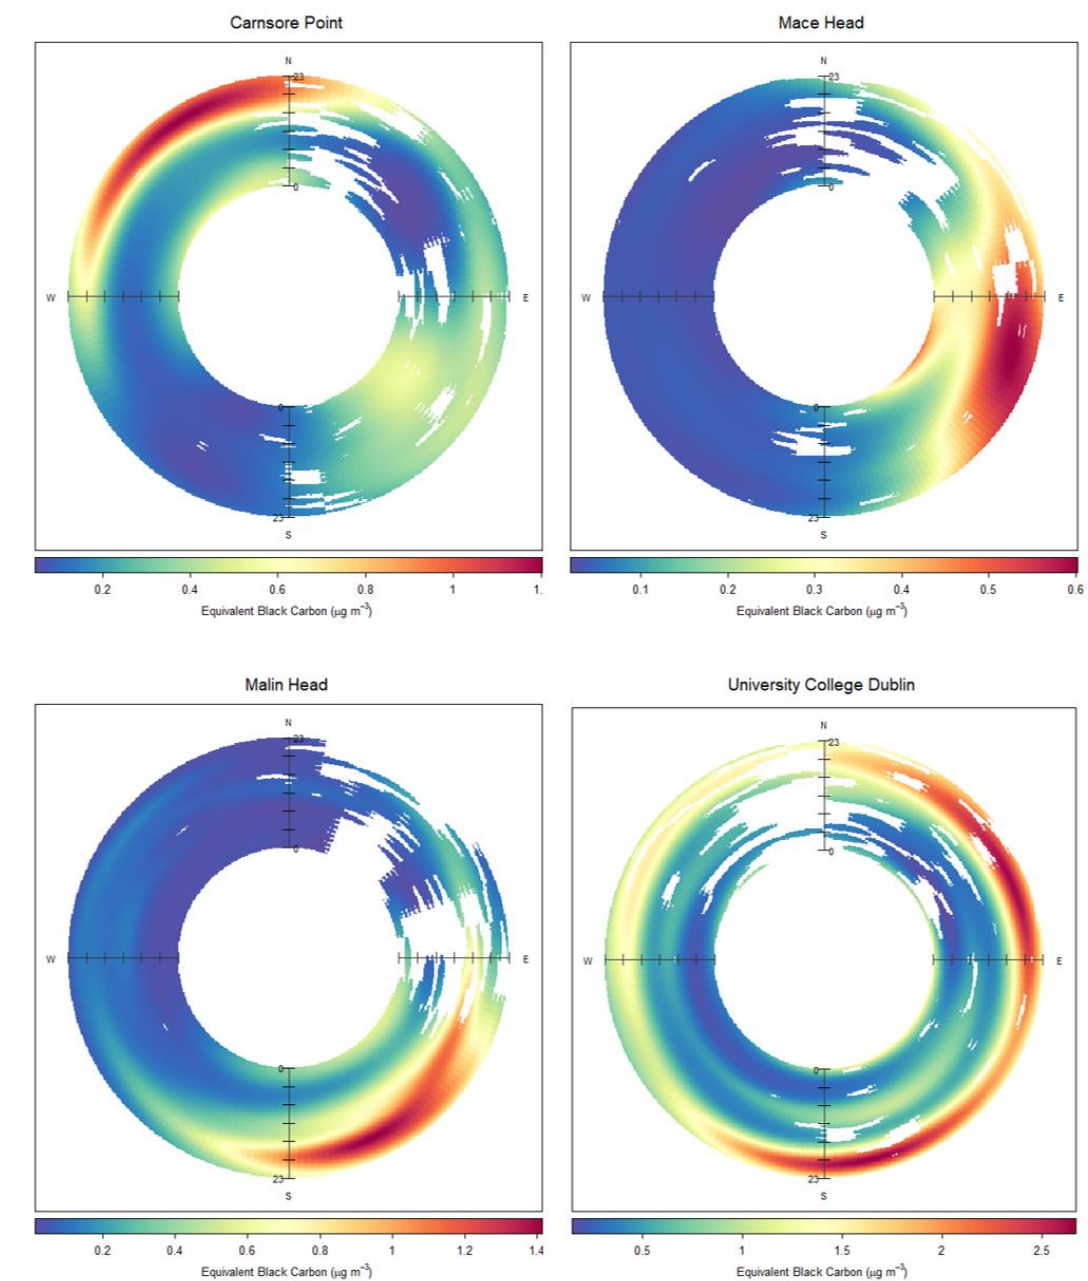 Carnsore Point
N
23
0
W
E
0
23
S
0.2 0.4 0.6 0.8 1 1.
Equivalent Black Carbon (μg m⁻³)
Mace Head
N
23
0
W
E
0
23
S
0.1 0.2 0.3 0.4 0.5 0.6
Equivalent Black Carbon (μg m⁻³)
Malin Head
N
23
0
W
E
0
23
S
0.2 0.4 0.6 0.8 1 1.2 1.4
Equivalent Black Carbon (μg m⁻³)
University College Dublin
N
23
0
W
E
0
23
S
0.5 1 1.5 2 2.5
Equivalent Black Carbon (μg m⁻³)